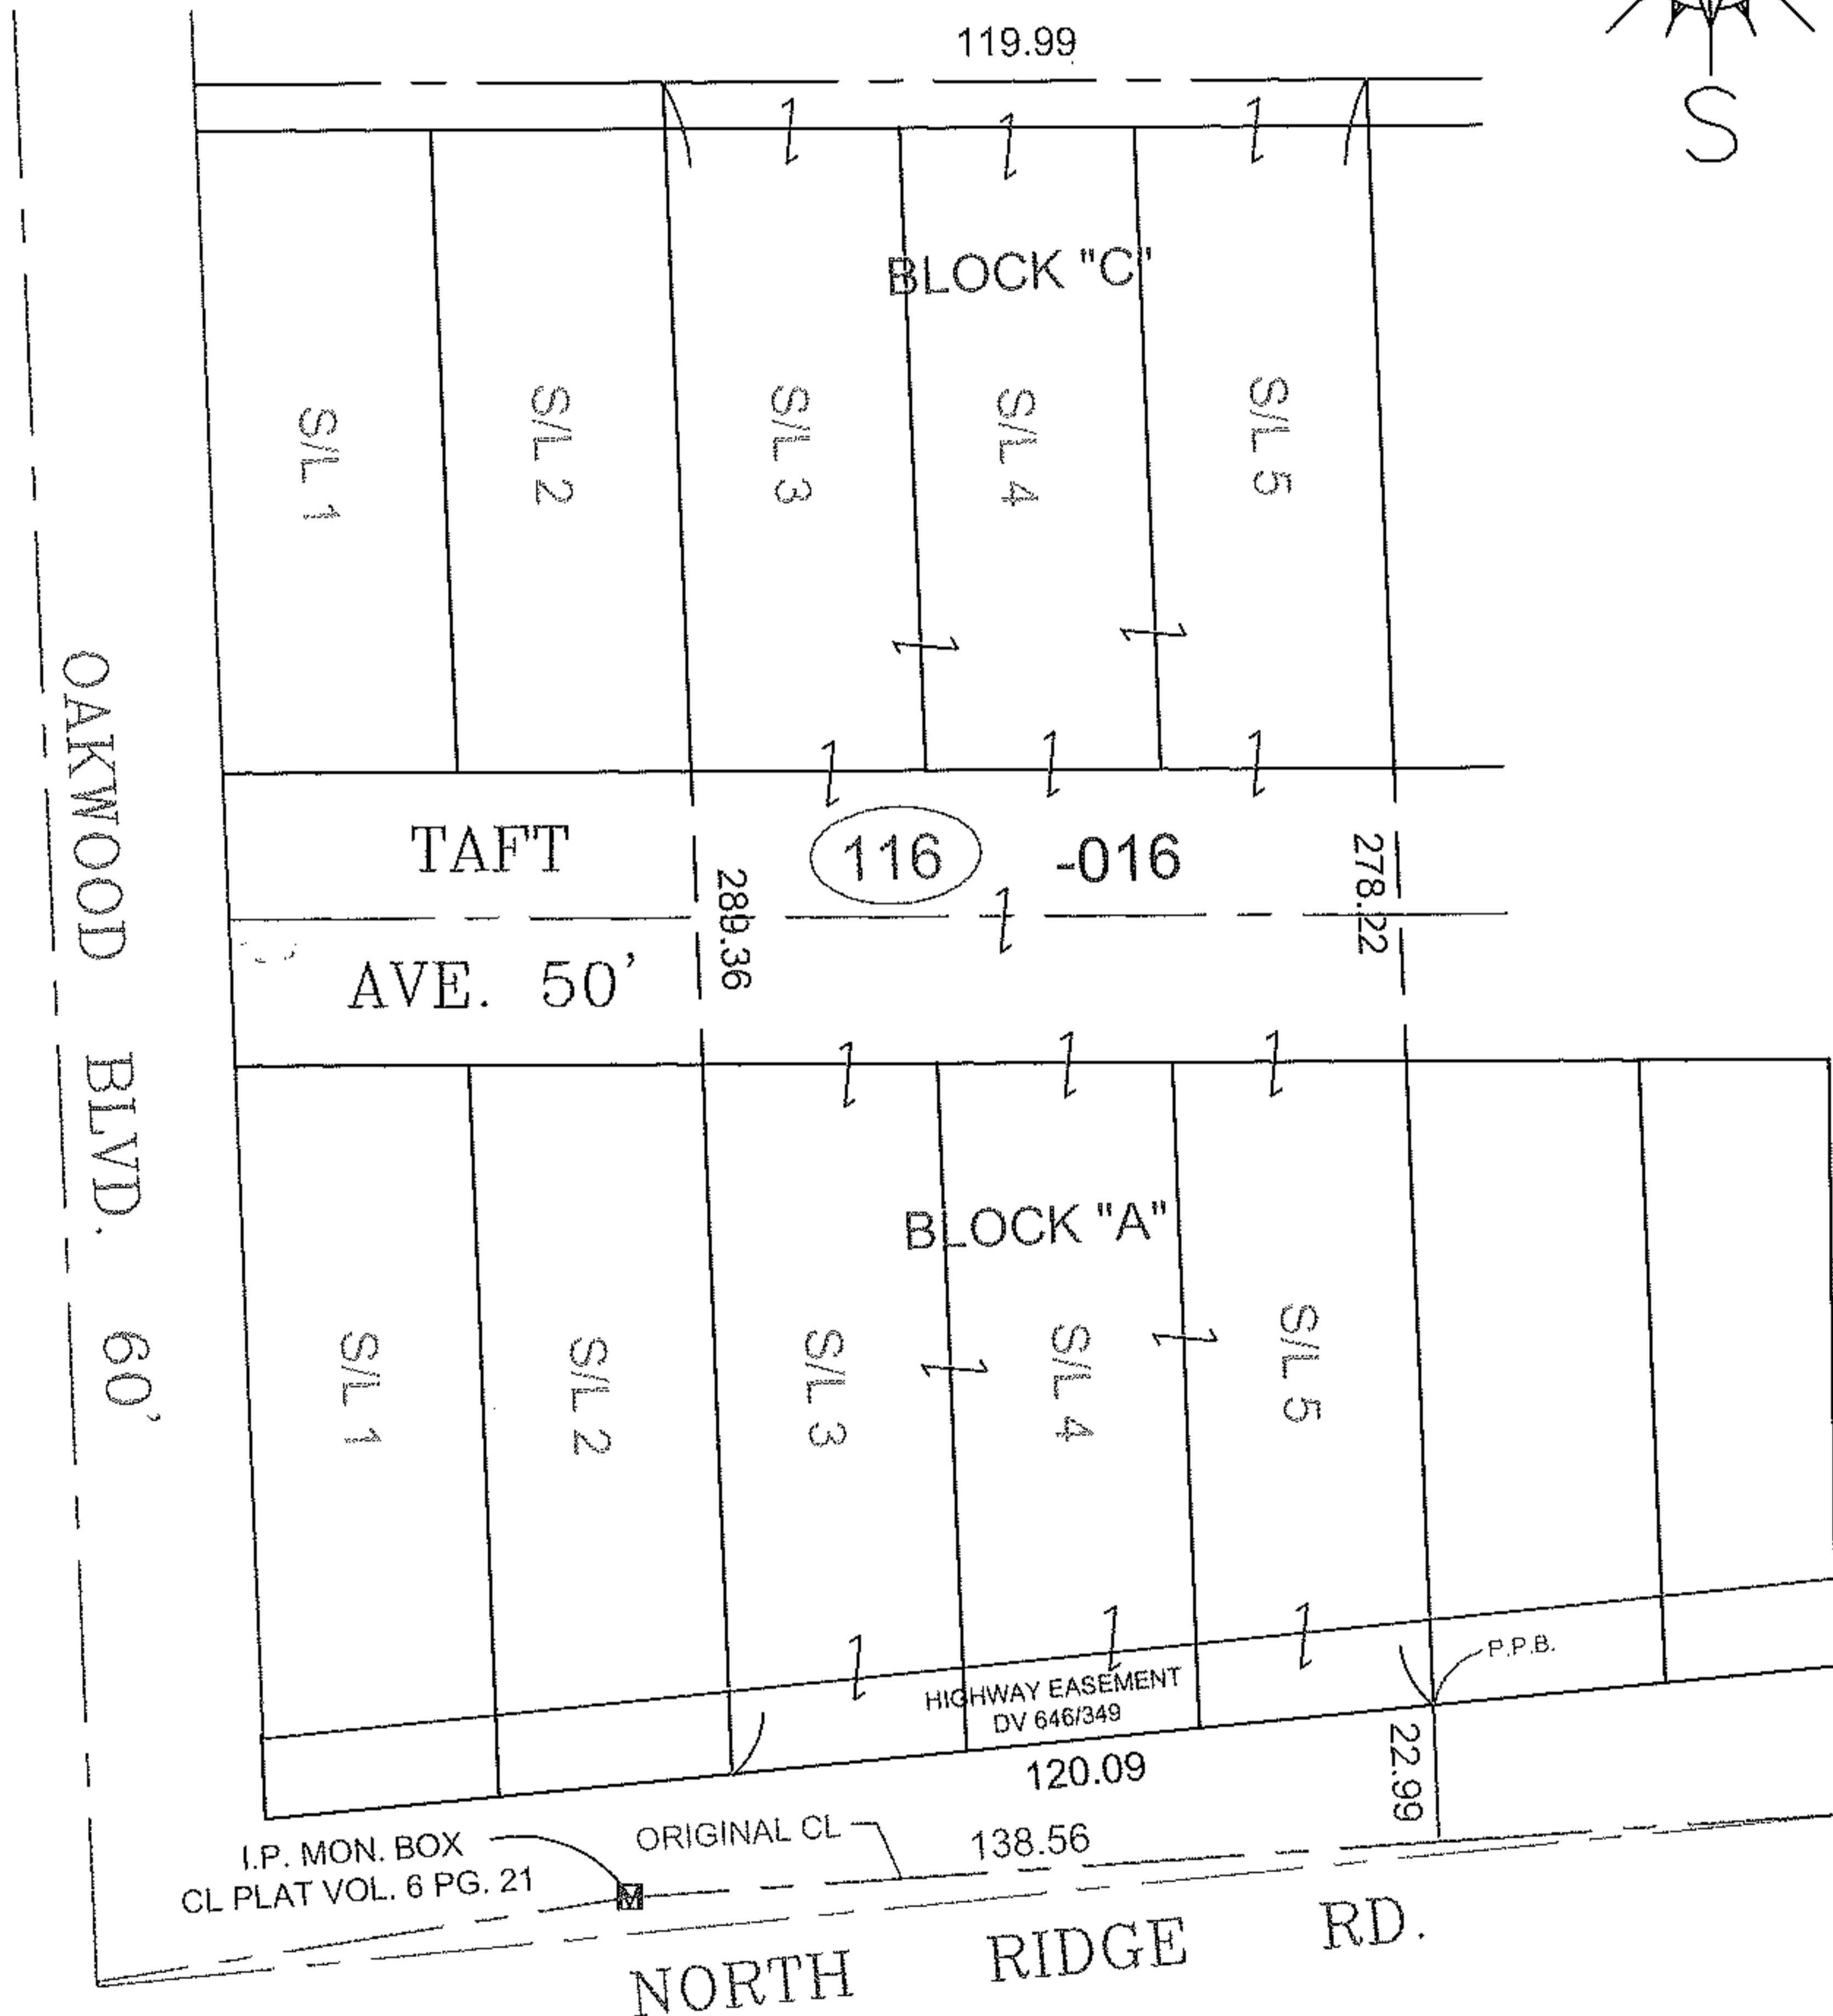 119.99
S
BLOCK "C"
S/L 1
S/L 2
S/L 3
S/L 4
S/L 5
OAKWOOD BLVD. 60'
TAFT
116
-016
289.36
278.22
AVE. 50'
BLOCK "A"
S/L 1
S/L 2
S/L 3
S/L 4
S/L 5
P.P.B.
HIGHWAY EASEMENT
DV 646/349
120.09
22.99
I.P. MON. BOX
CL PLAT VOL. 6 PG. 21
ORIGINAL CL
138.56
M
NORTH RIDGE RD.